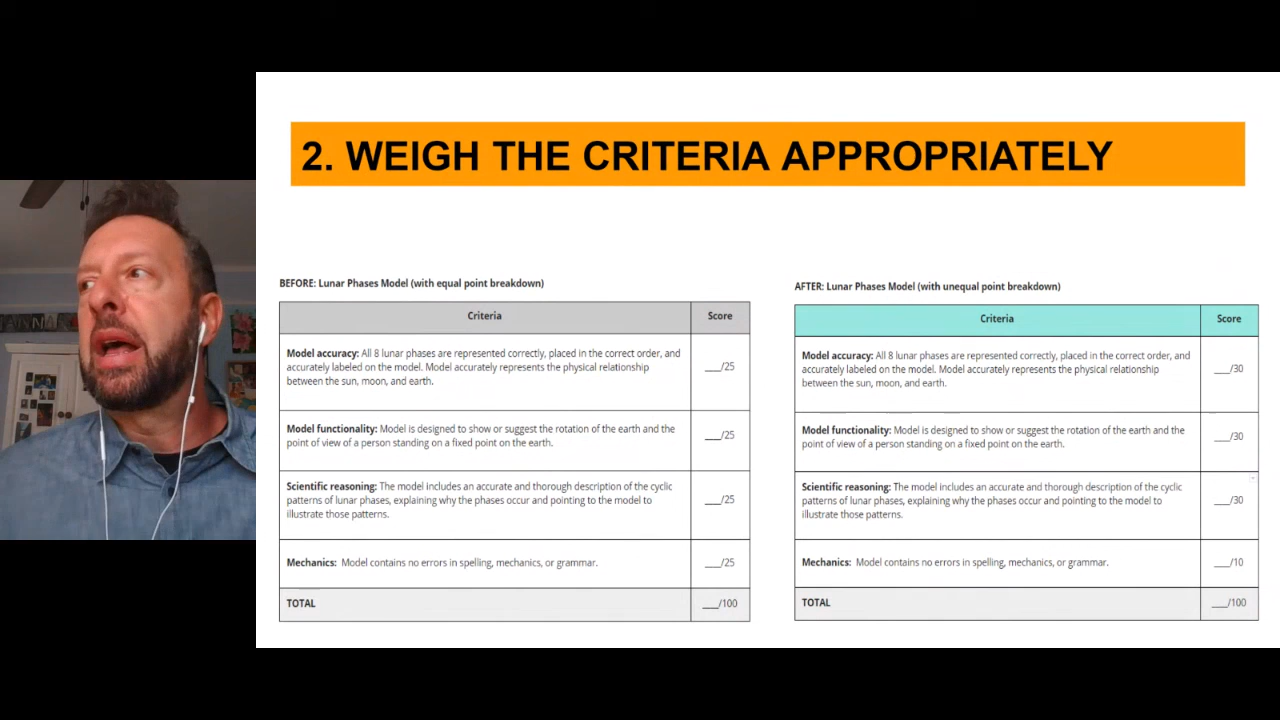 2. WEIGH THE CRITERIA APPROPRIATELY
BEFORE: Lunar Phases Model (with equal point breakdown)
Criteria Score
Model accuracy: All 8 lunar phases are represented correctly, placed in the correct order, and
accurately labeled on the model. Model accurately represents the physical relationship
between the sun, moon, and earth.
___/25
Model functionality: Model is designed to show or suggest the rotation of the earth and the
point of view of a person standing on a fixed point on the earth.
___/25
Scientific reasoning: The model includes an accurate and thorough description of the cyclic
patterns of lunar phases, explaining why the phases occur and pointing to the model to
illustrate those patterns.
___/25
Mechanics: Model contains no errors in spelling, mechanics, or grammar.
___/25
TOTAL ___/100
AFTER: Lunar Phases Model (with unequal point breakdown)
Criteria Score
Model accuracy: All 8 lunar phases are represented correctly, placed in the correct order, and
accurately labeled on the model. Model accurately represents the physical relationship
between the sun, moon, and earth.
___/30
Model functionality: Model is designed to show or suggest the rotation of the earth and the
point of view of a person standing on a fixed point on the earth.
___/30
Scientific reasoning: The model includes an accurate and thorough description of the cyclic
patterns of lunar phases, explaining why the phases occur and pointing to the model to
illustrate those patterns.
___/30
Mechanics: Model contains no errors in spelling, mechanics, or grammar.
___/10
TOTAL ___/100